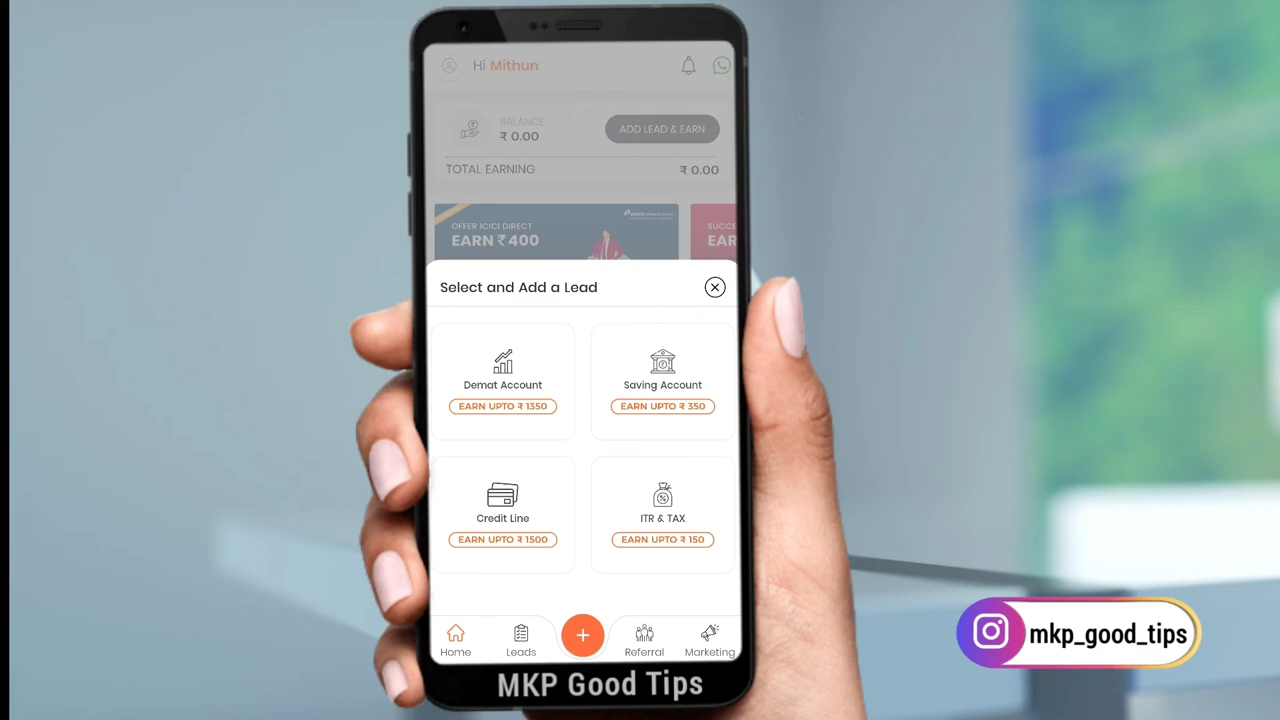 Hi Mithun
BALANCE
₹ 0.00
ADD LEAD & EARN
TOTAL EARNING
₹ 0.00
OFFER ICICI DIRECT
EARN ₹ 400
SUCCE
EAR
Select and Add a Lead
Demat Account
EARN UPTO ₹ 1350
Saving Account
EARN UPTO ₹ 350
Credit Line
EARN UPTO ₹ 1500
ITR & TAX
EARN UPTO ₹ 150
Home
Leads
Referral
Marketing
MKP Good Tips
mkp_good_tips